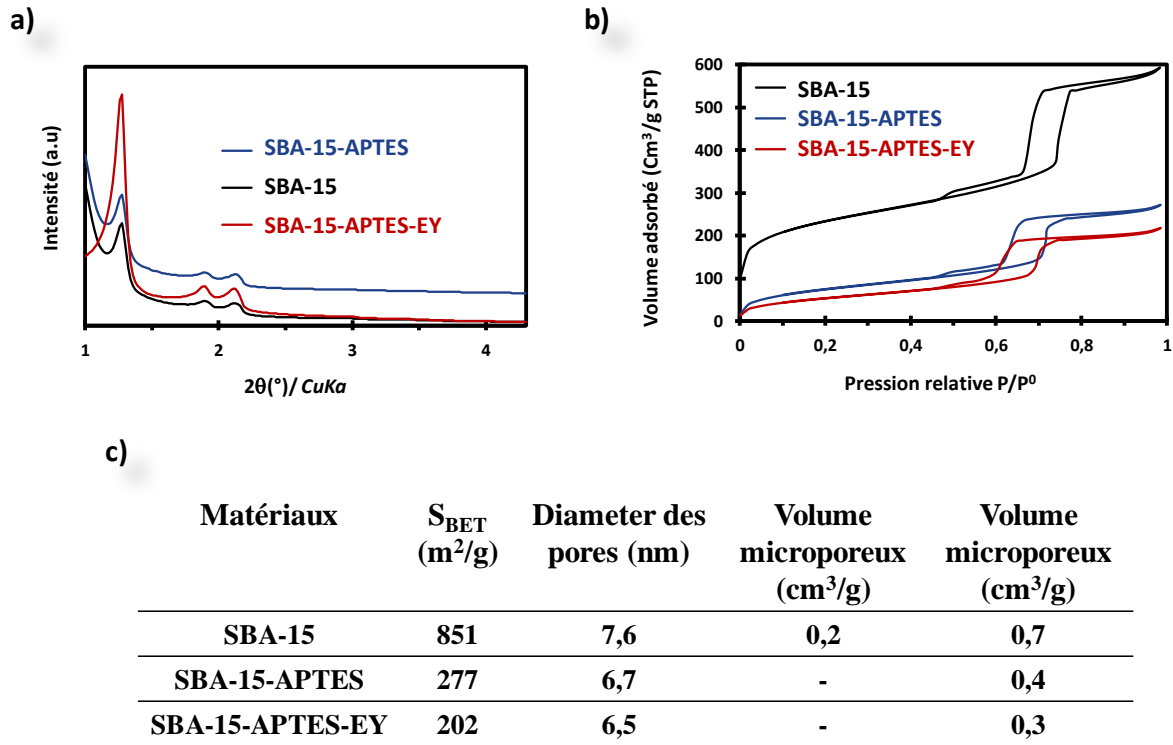 a)
Intensité (a.u)
SBA-15-APTES
SBA-15
SBA-15-APTES-EY
1
2
3
4
2θ(°)/ CuKa
b)
Volume adsorbé (Cm³/g STP)
600
500
400
300
200
100
0
SBA-15
SBA-15-APTES
SBA-15-APTES-EY
0
0,2
0,4
0,6
0,8
1
Pression relative P/P⁰
c)
Matériaux
S_BET
(m²/g)
Diameter des
pores (nm)
Volume
microporeux
(cm³/g)
Volume
microporeux
(cm³/g)
SBA-15 851 7,6 0,2 0,7
SBA-15-APTES 277 6,7 - 0,4
SBA-15-APTES-EY 202 6,5 - 0,3